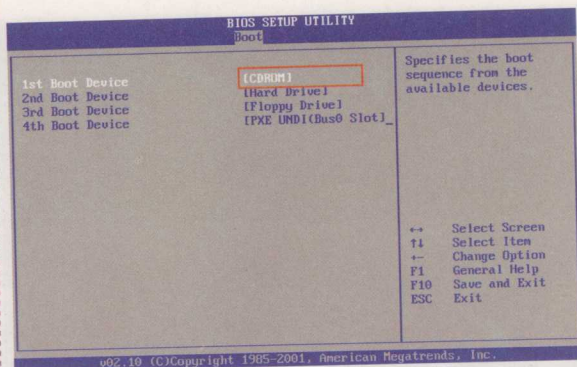 BIOS SETUP UTILITY
Boot
1st Boot Device [CDROM]
2nd Boot Device [Hard Drive]
3rd Boot Device [Floppy Drive]
4th Boot Device [PXE UNDI(Bus0 Slot]_
Specifies the boot
sequence from the
available devices.
↔ Select Screen
↑↓ Select Item
←- Change Option
F1 General Help
F10 Save and Exit
ESC Exit
v02.10 (C)Copyright 1985-2001, American Megatrends, Inc.